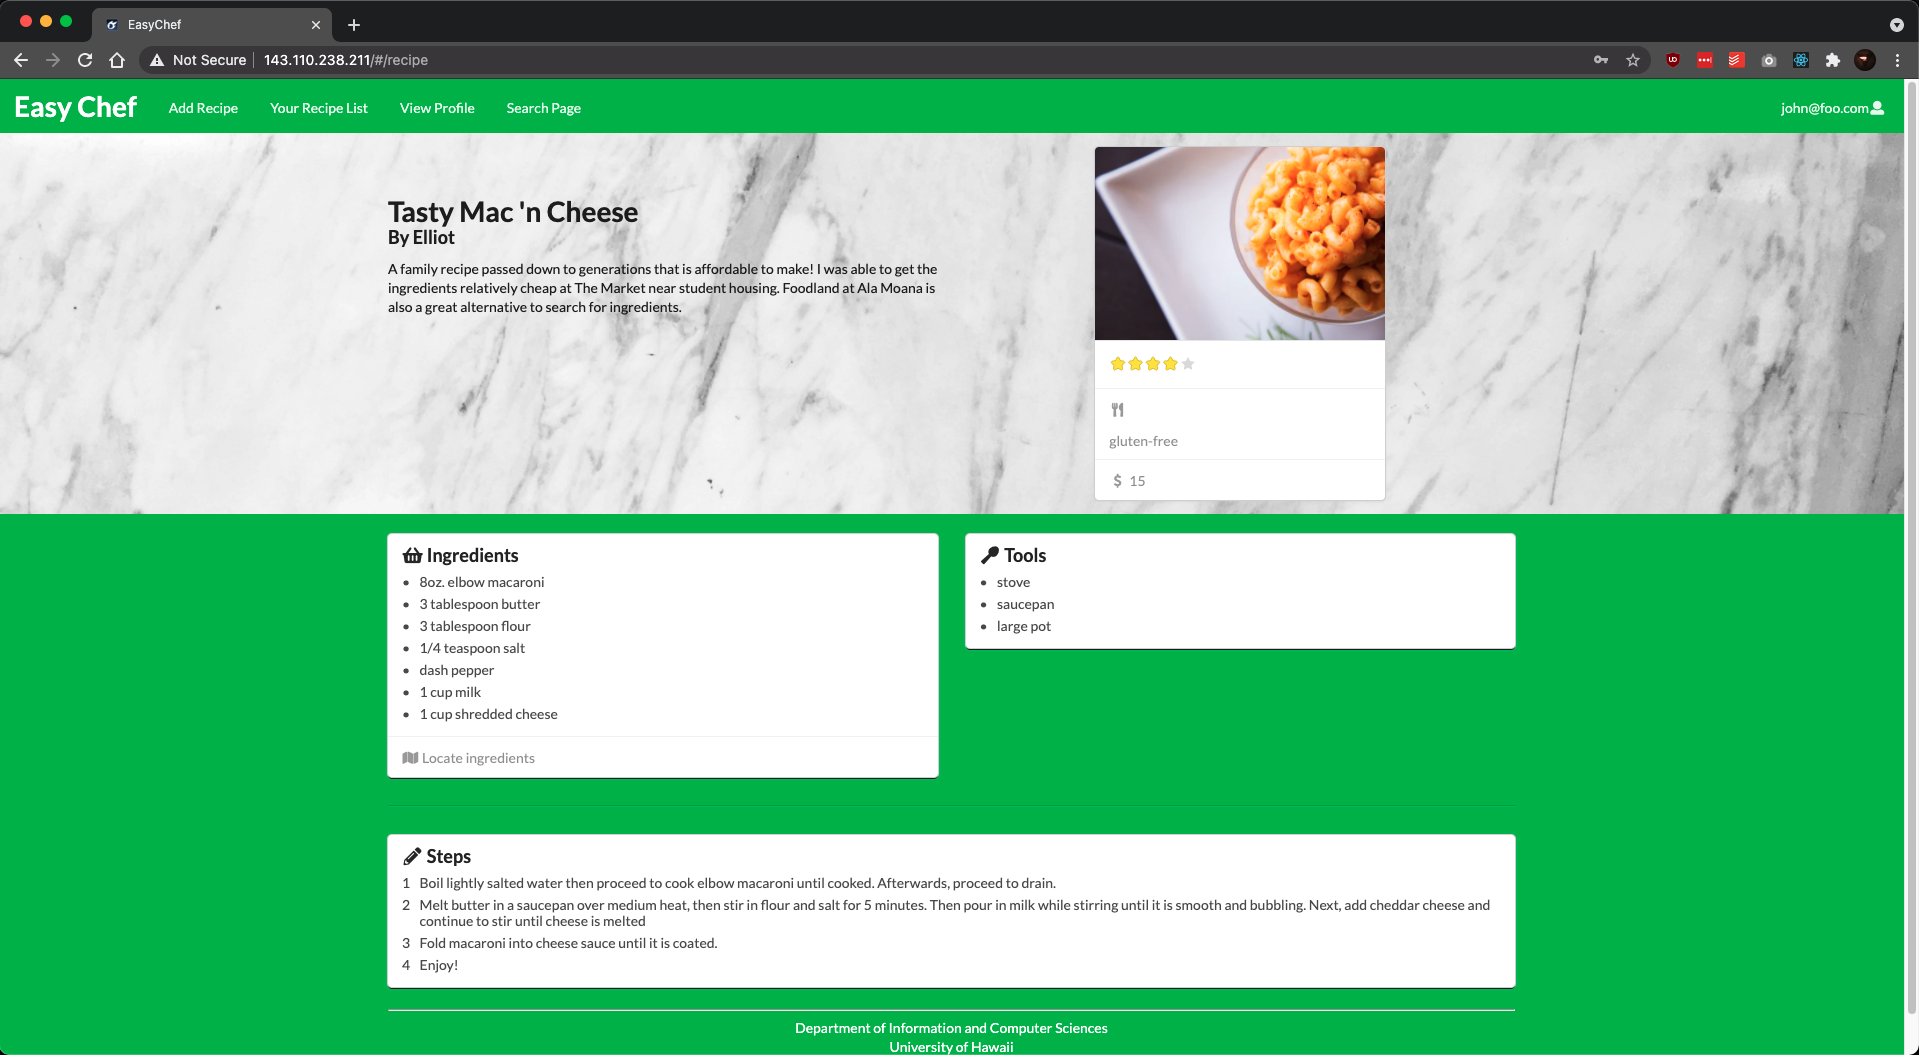 EasyChef
Not Secure
143.110.238.211/#/recipe
Easy Chef
Add Recipe
Your Recipe List
View Profile
Search Page
john@foo.com
Tasty Mac 'n Cheese
By Elliot
A family recipe passed down to generations that is affordable to make! I was able to get the
ingredients relatively cheap at The Market near student housing. Foodland at Ala Moana is
also a great alternative to search for ingredients.
gluten-free
$ 15
Ingredients
• 8oz. elbow macaroni
• 3 tablespoon butter
• 3 tablespoon flour
• 1/4 teaspoon salt
• dash pepper
• 1 cup milk
• 1 cup shredded cheese
Locate ingredients
Tools
• stove
• saucepan
• large pot
Steps
1 Boil lightly salted water then proceed to cook elbow macaroni until cooked. Afterwards, proceed to drain.
2 Melt butter in a saucepan over medium heat, then stir in flour and salt for 5 minutes. Then pour in milk while stirring until it is smooth and bubbling. Next, add cheddar cheese and
continue to stir until cheese is melted
3 Fold macaroni into cheese sauce until it is coated.
4 Enjoy!
Department of Information and Computer Sciences
University of Hawaii